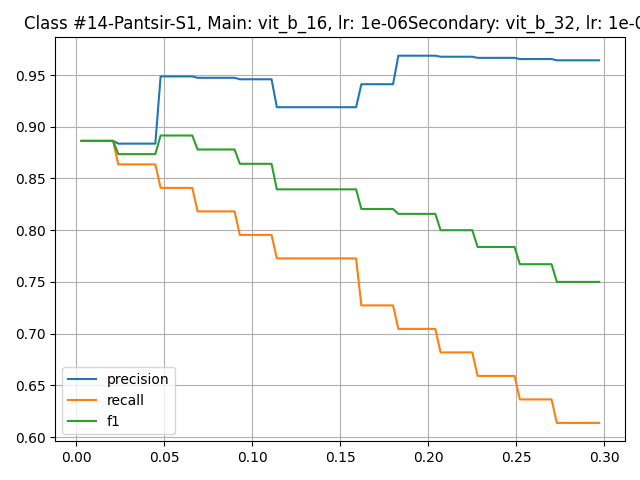 Class #14-Pantsir-S1, Main: vit_b_16, lr: 1e-06Secondary: vit_b_32, lr: 1e-0
0.95
0.90
0.85
0.80
0.75
0.70
0.65
0.60
precision
recall
f1
0.00 0.05 0.10 0.15 0.20 0.25 0.30